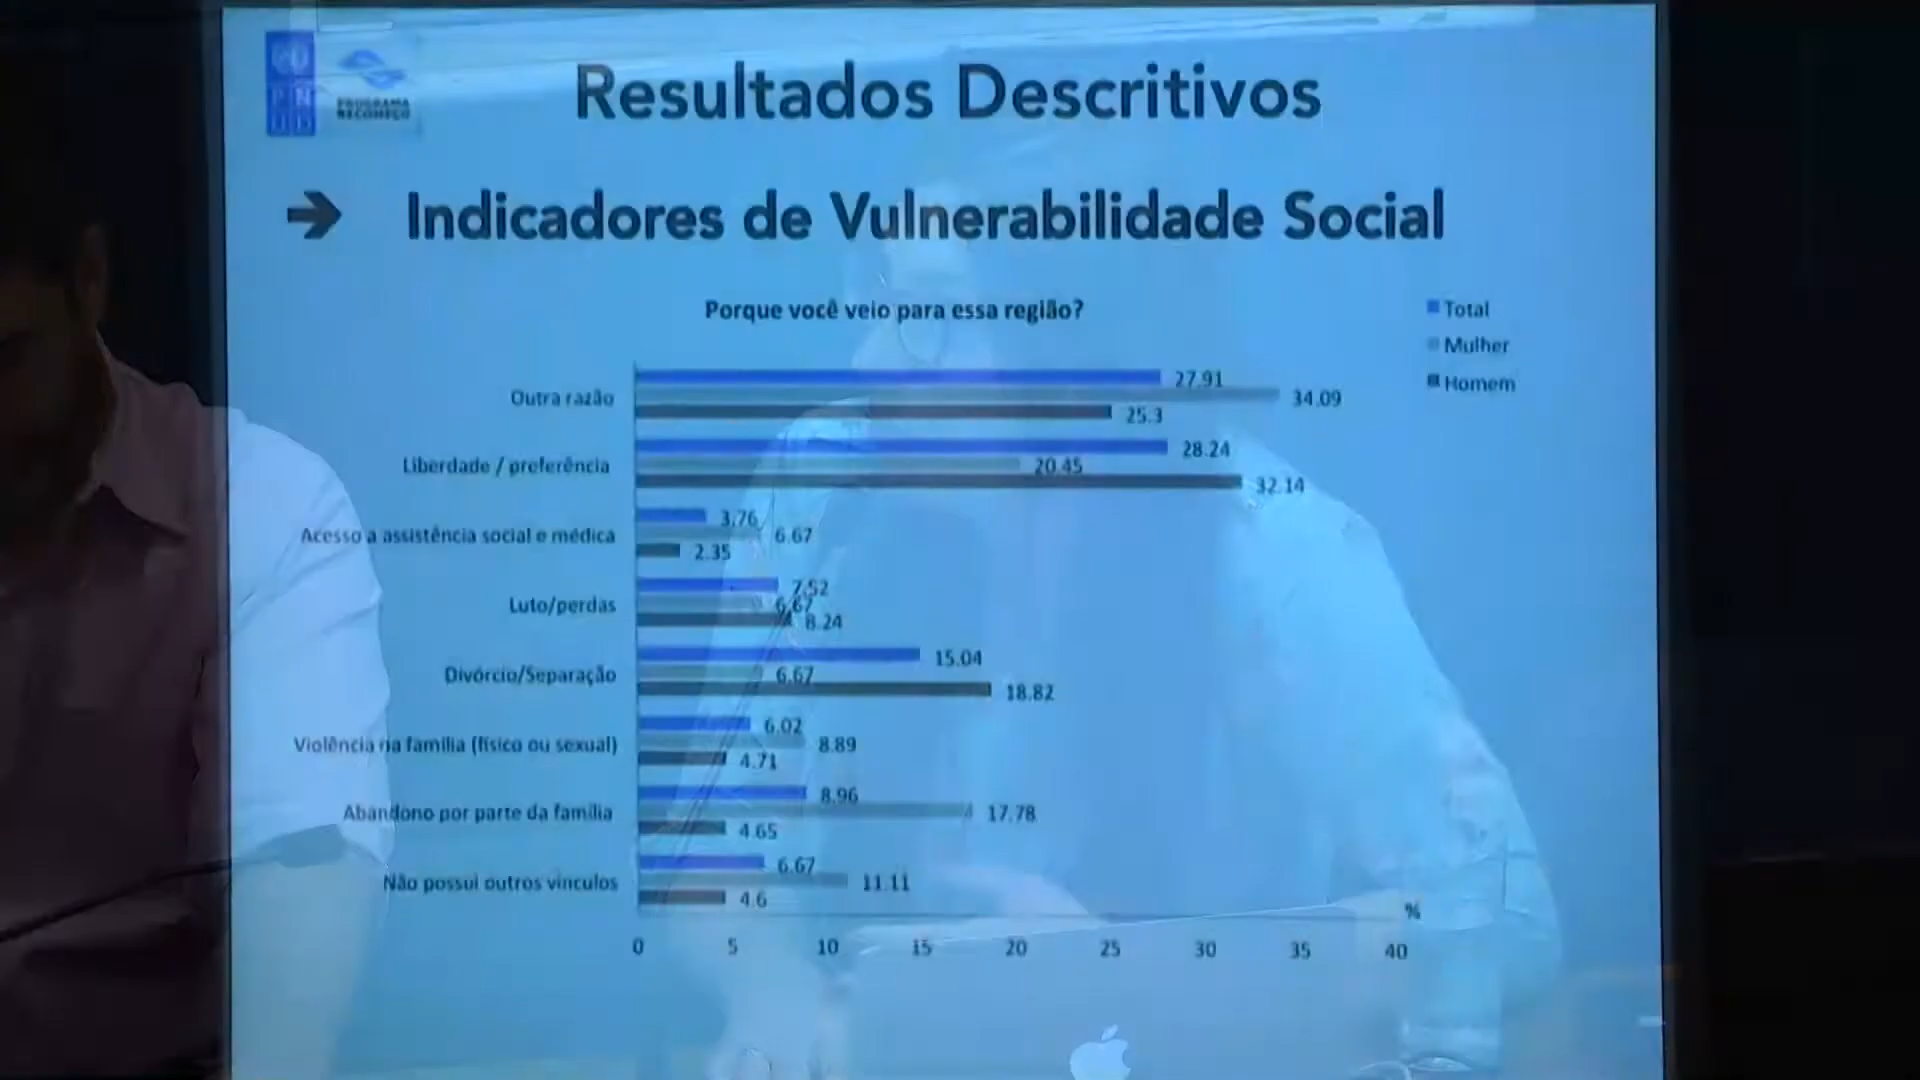 PNUD
PROGRAMA
RECOMEÇO
Resultados Descritivos
➔ Indicadores de Vulnerabilidade Social
Porque você veio para essa região?
Total
Mulher
Homem
Outra razão
27.91
34.09
25.3
Liberdade / preferência
28.24
20.45
32.14
Acesso a assistência social e médica
3.76
6.67
2.35
Luto/perdas
7.52
6.67
8.24
Divórcio/Separação
15.04
6.67
18.82
Violência na família (físico ou sexual)
6.02
8.89
4.71
Abandono por parte da família
8.96
17.78
4.65
Não possui outros vínculos
6.67
11.11
4.6
%
0 5 10 15 20 25 30 35 40